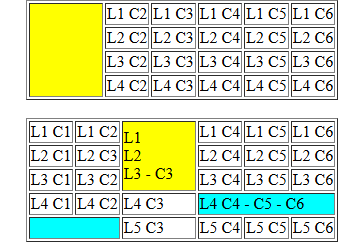 L1 C2 L1 C3 L1 C4 L1 C5 L1 C6
L2 C2 L2 C3 L2 C4 L2 C5 L2 C6
L3 C2 L3 C3 L3 C4 L3 C5 L3 C6
L4 C2 L4 C3 L4 C4 L4 C5 L4 C6
L1 C1 L1 C2 L1 L1 C4 L1 C5 L1 C6
L2 C1 L2 C3 L2 L2 C4 L2 C5 L2 C6
L3 C1 L3 C2 L3 - C3 L3 C4 L3 C5 L3 C6
L4 C1 L4 C2 L4 C3 L4 C4 - C5 - C6
L5 C3 L5 C4 L5 C5 L5 C6